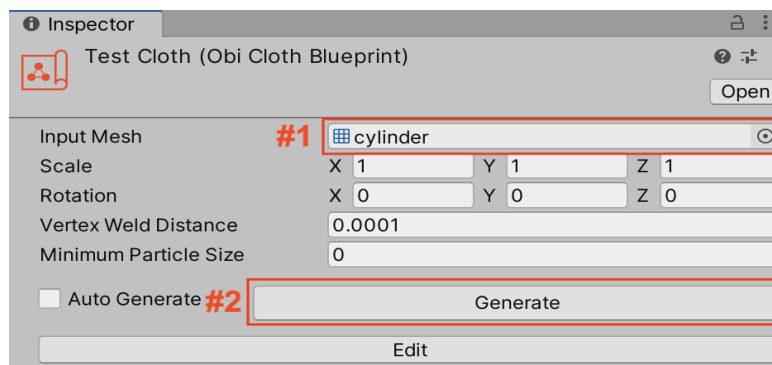 Inspector
Test Cloth (Obi Cloth Blueprint)
Open
Input Mesh #1 cylinder
Scale X 1 Y 1 Z 1
Rotation X 0 Y 0 Z 0
Vertex Weld Distance 0.0001
Minimum Particle Size 0
Auto Generate #2 Generate
Edit